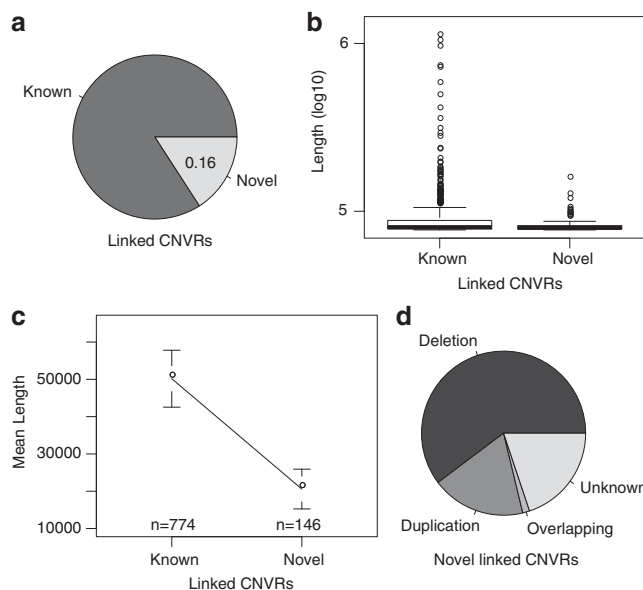 a
Known
0.16
Novel
Linked CNVRs
b
6
5
Length (log10)
Known
Novel
Linked CNVRs
c
50000
30000
10000
Mean Length
n=774
n=146
Known
Novel
Linked CNVRs
d
Deletion
Unknown
Duplication
Overlapping
Novel linked CNVRs